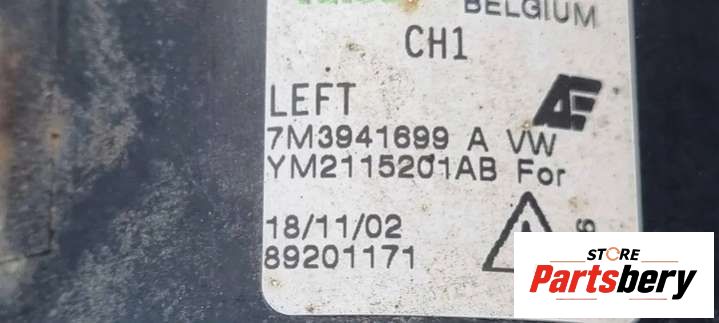 BELGIUM
CH1
LEFT
7M3941699 A VW
YM2115201AB For
18/11/02
89201171
STORE
Partsbery